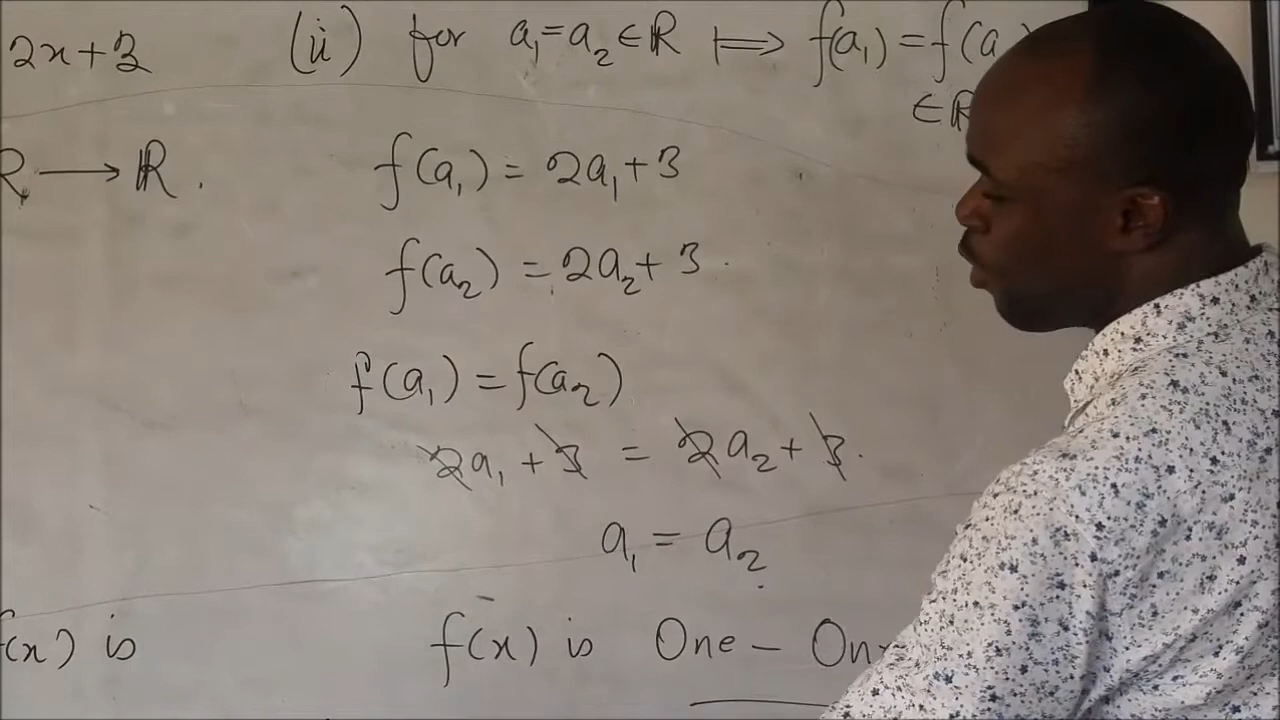 2x+3 (ii) for a₁=a₂∈ℝ ⟼ f(a₁)=f(a
∈ℝ
ℝ → ℝ.
f(a₁) = 2a₁+3
f(a₂) = 2a₂+3.
f(a₁) = f(a₂)
2a₁ + 3 = 2a₂ + 3.
a₁ = a₂
f(x) is
f(x) is One – On